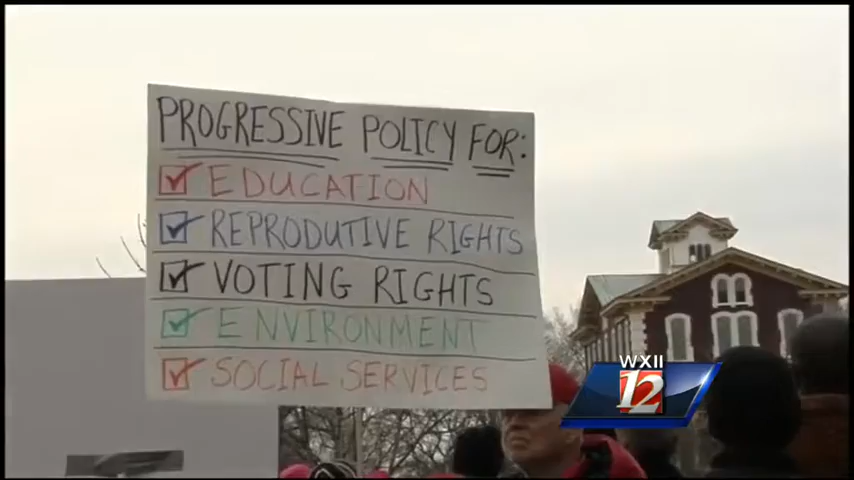 PROGRESSIVE POLICY FOR:
EDUCATION
REPRODUTIVE RIGHTS
VOTING RIGHTS
ENVIRONMENT
SOCIAL SERVICES
WXII
12